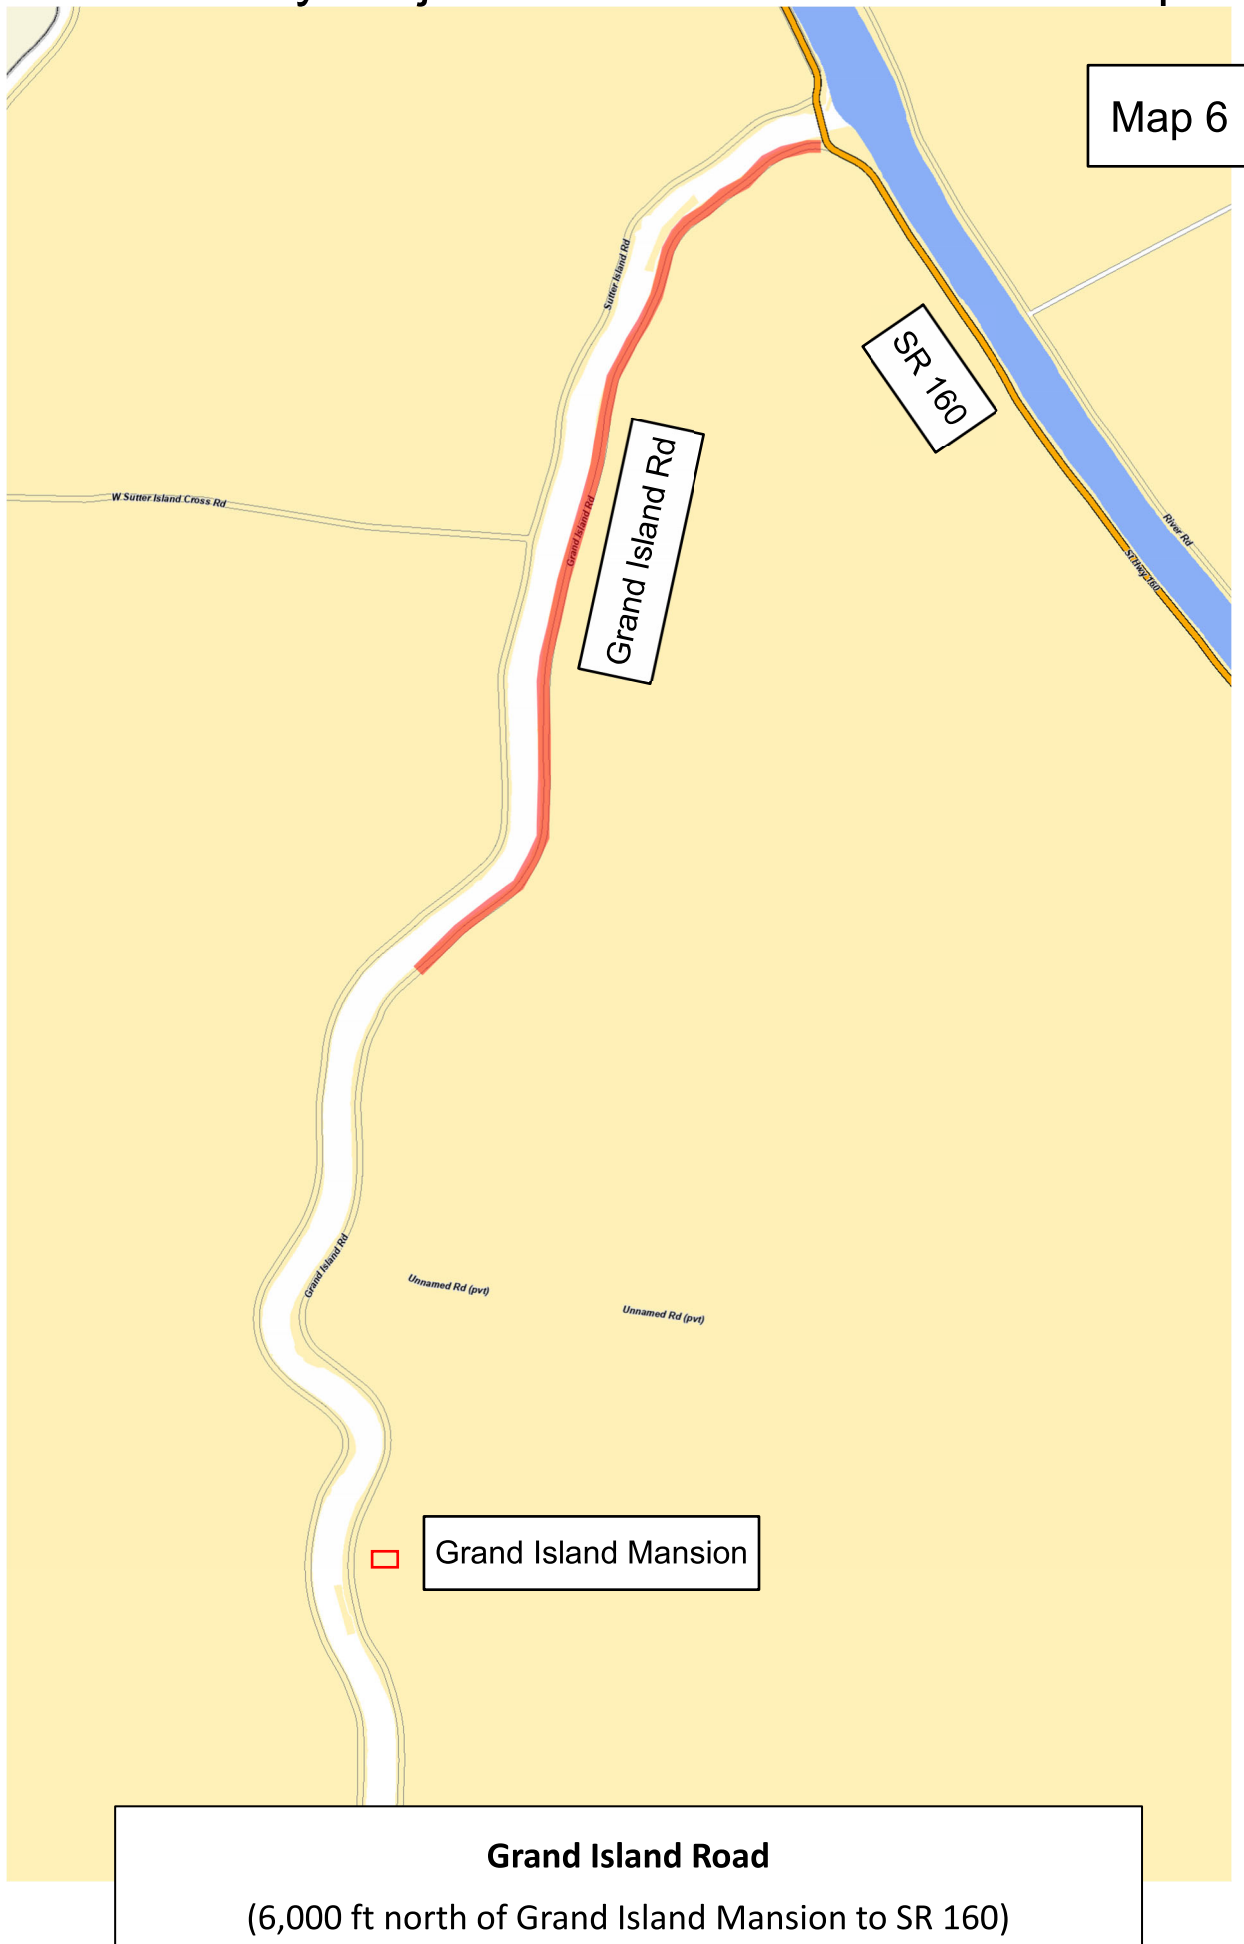 Map 6
Sutter Island Rd
SR 160
Grand Island Rd
W Sutter Island Cross Rd
Grand Island Rd
River Rd
St Hwy 160
Grand Island Rd
Unnamed Rd (pvt)
Unnamed Rd (pvt)
Grand Island Mansion
Grand Island Road
(6,000 ft north of Grand Island Mansion to SR 160)